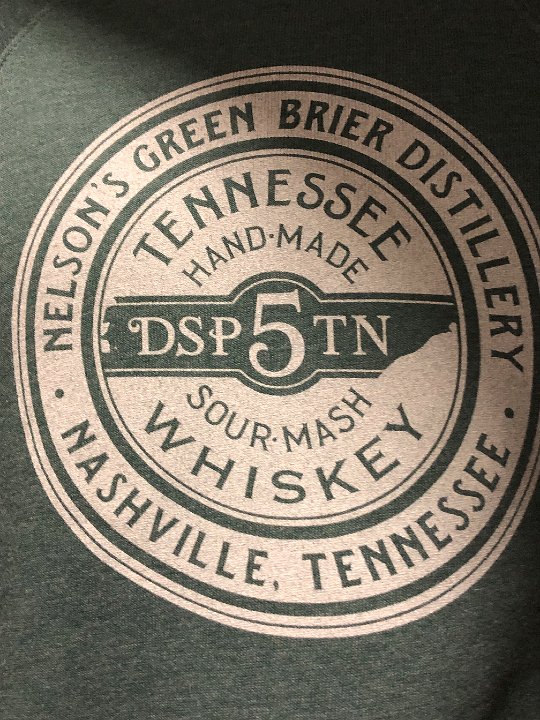 NELSON'S GREEN BRIER DISTILLERY
TENNESSEE
HAND·MADE
DSP 5 TN
SOUR·MASH
WHISKEY
• NASHVILLE, TENNESSEE •